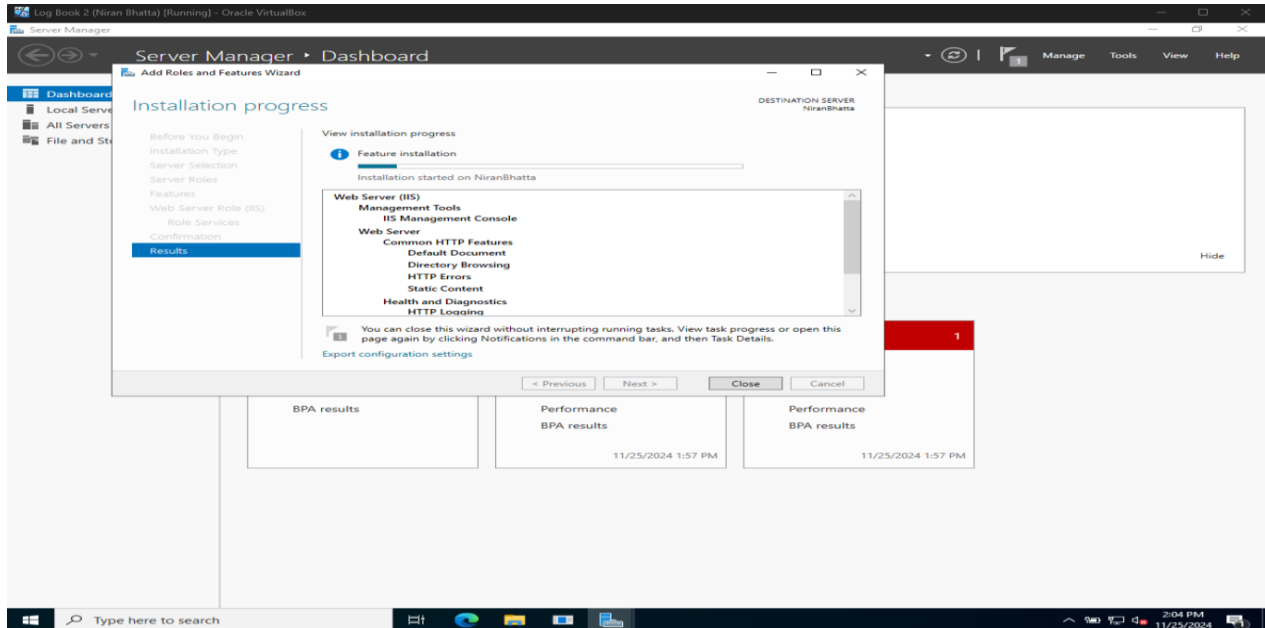 Log Book 2 (Niran Bhatta) [Running] - Oracle VirtualBox
Server Manager
Server Manager ‣ Dashboard
1
Manage Tools View Help
Add Roles and Features Wizard
Installation progress
DESTINATION SERVER
NiranBhatta
Dashboard
Local Serve
All Servers
File and Sto
Before You Begin
Installation Type
Server Selection
Server Roles
Features
Web Server Role (IIS)
Role Services
Confirmation
Results
View installation progress
Feature installation
Installation started on NiranBhatta
Web Server (IIS)
Management Tools
IIS Management Console
Web Server
Common HTTP Features
Default Document
Directory Browsing
HTTP Errors
Static Content
Health and Diagnostics
HTTP Logging
You can close this wizard without interrupting running tasks. View task progress or open this
page again by clicking Notifications in the command bar, and then Task Details.
Export configuration settings
< Previous Next > Close Cancel
Hide
1
BPA results
Performance
BPA results
11/25/2024 1:57 PM
Performance
BPA results
11/25/2024 1:57 PM
Type here to search
2:04 PM
11/25/2024